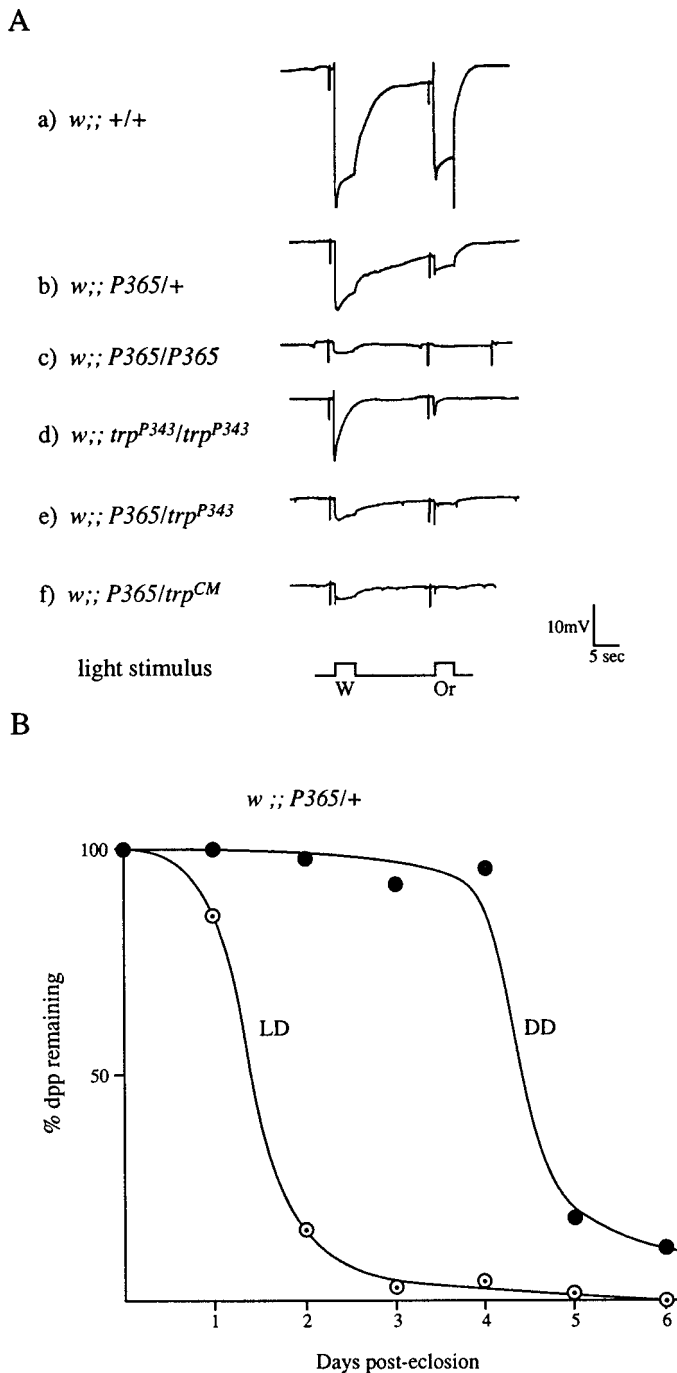 A
a) w;; +/+
b) w;; P365/+
c) w;; P365/P365
d) w;; trpP343/trpP343
e) w;; P365/trpP343
f) w;; P365/trpCM
10mV
5 sec
light stimulus
W
Or
B
w ;; P365/+
100
50
% dpp remaining
LD
DD
1
2
3
4
5
6
Days post-eclosion